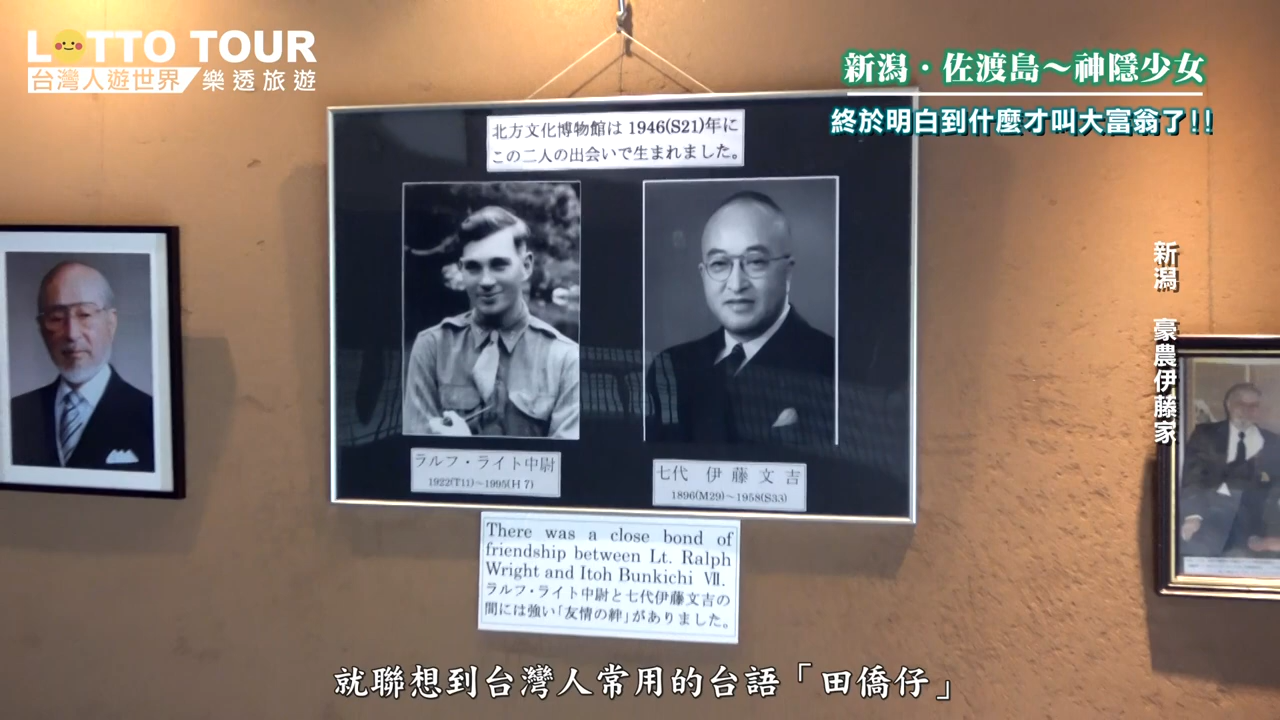 LOTTO TOUR
台灣人遊世界 樂透旅遊
新潟・佐渡島～神隱少女
終於明白到什麼才叫大富翁了!!
新潟 豪農伊藤家
北方文化博物館は 1946(S21)年に
この二人の出会いで生まれました。
ラルフ・ライト中尉
1922(T11)～1995(H 7)
七代 伊藤文吉
1896(M29)～1958(S33)
There was a close bond of
friendship between Lt. Ralph
Wright and Itoh Bunkichi Ⅶ.
ラルフ・ライト中尉と七代伊藤文吉の
間には強い「友情の絆」がありました。
就聯想到台灣人常用的台語「田僑仔」